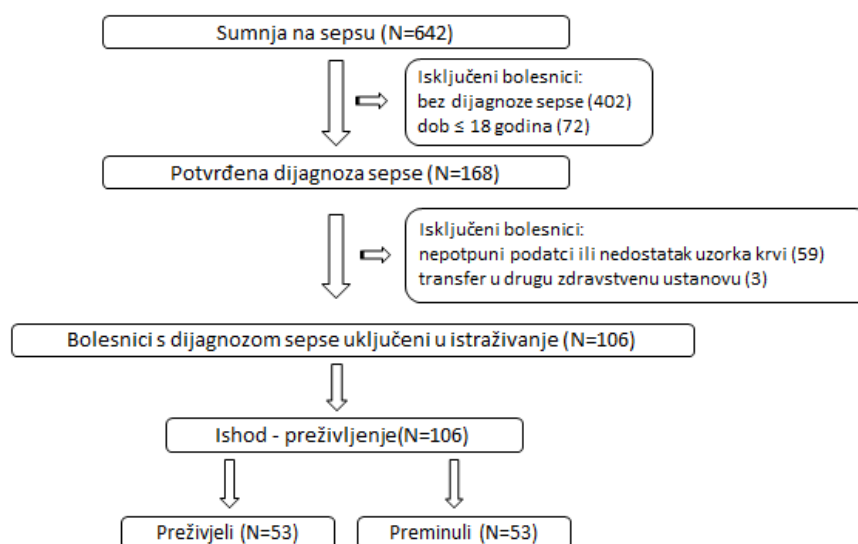 Sumnja na sepsu (N=642)
Isključeni bolesnici:
bez dijagnoze sepse (402)
dob ≤ 18 godina (72)
Potvrđena dijagnoza sepse (N=168)
Isključeni bolesnici:
nepotpuni podatci ili nedostatak uzorka krvi (59)
transfer u drugu zdravstvenu ustanovu (3)
Bolesnici s dijagnozom sepse uključeni u istraživanje (N=106)
Ishod - preživljenje(N=106)
Preživjeli (N=53)
Preminuli (N=53)